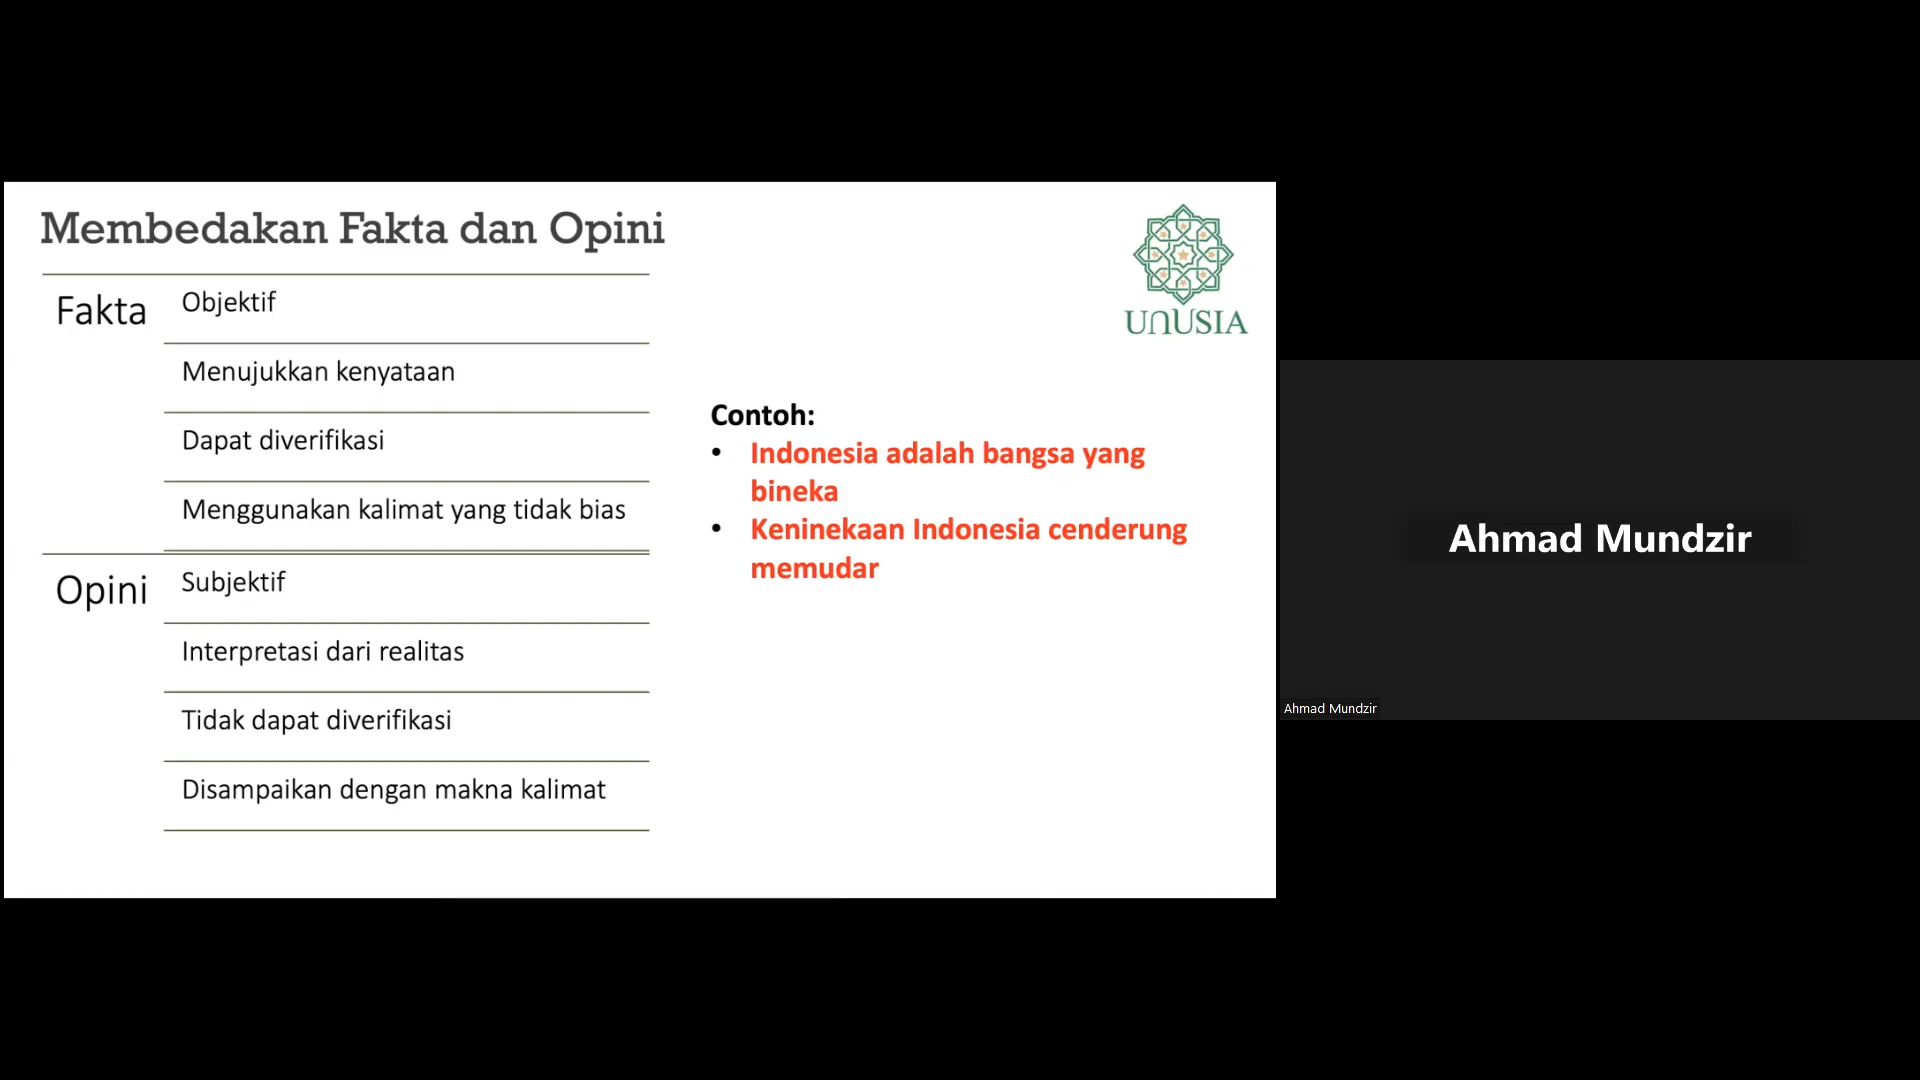 Membedakan Fakta dan Opini
Fakta
Objektif
Menujukkan kenyataan
Dapat diverifikasi
Menggunakan kalimat yang tidak bias
Opini
Subjektif
Interpretasi dari realitas
Tidak dapat diverifikasi
Disampaikan dengan makna kalimat
UNUSIA
Contoh:
• Indonesia adalah bangsa yang
bineka
• Keninekaan Indonesia cenderung
memudar
Ahmad Mundzir
Ahmad Mundzir